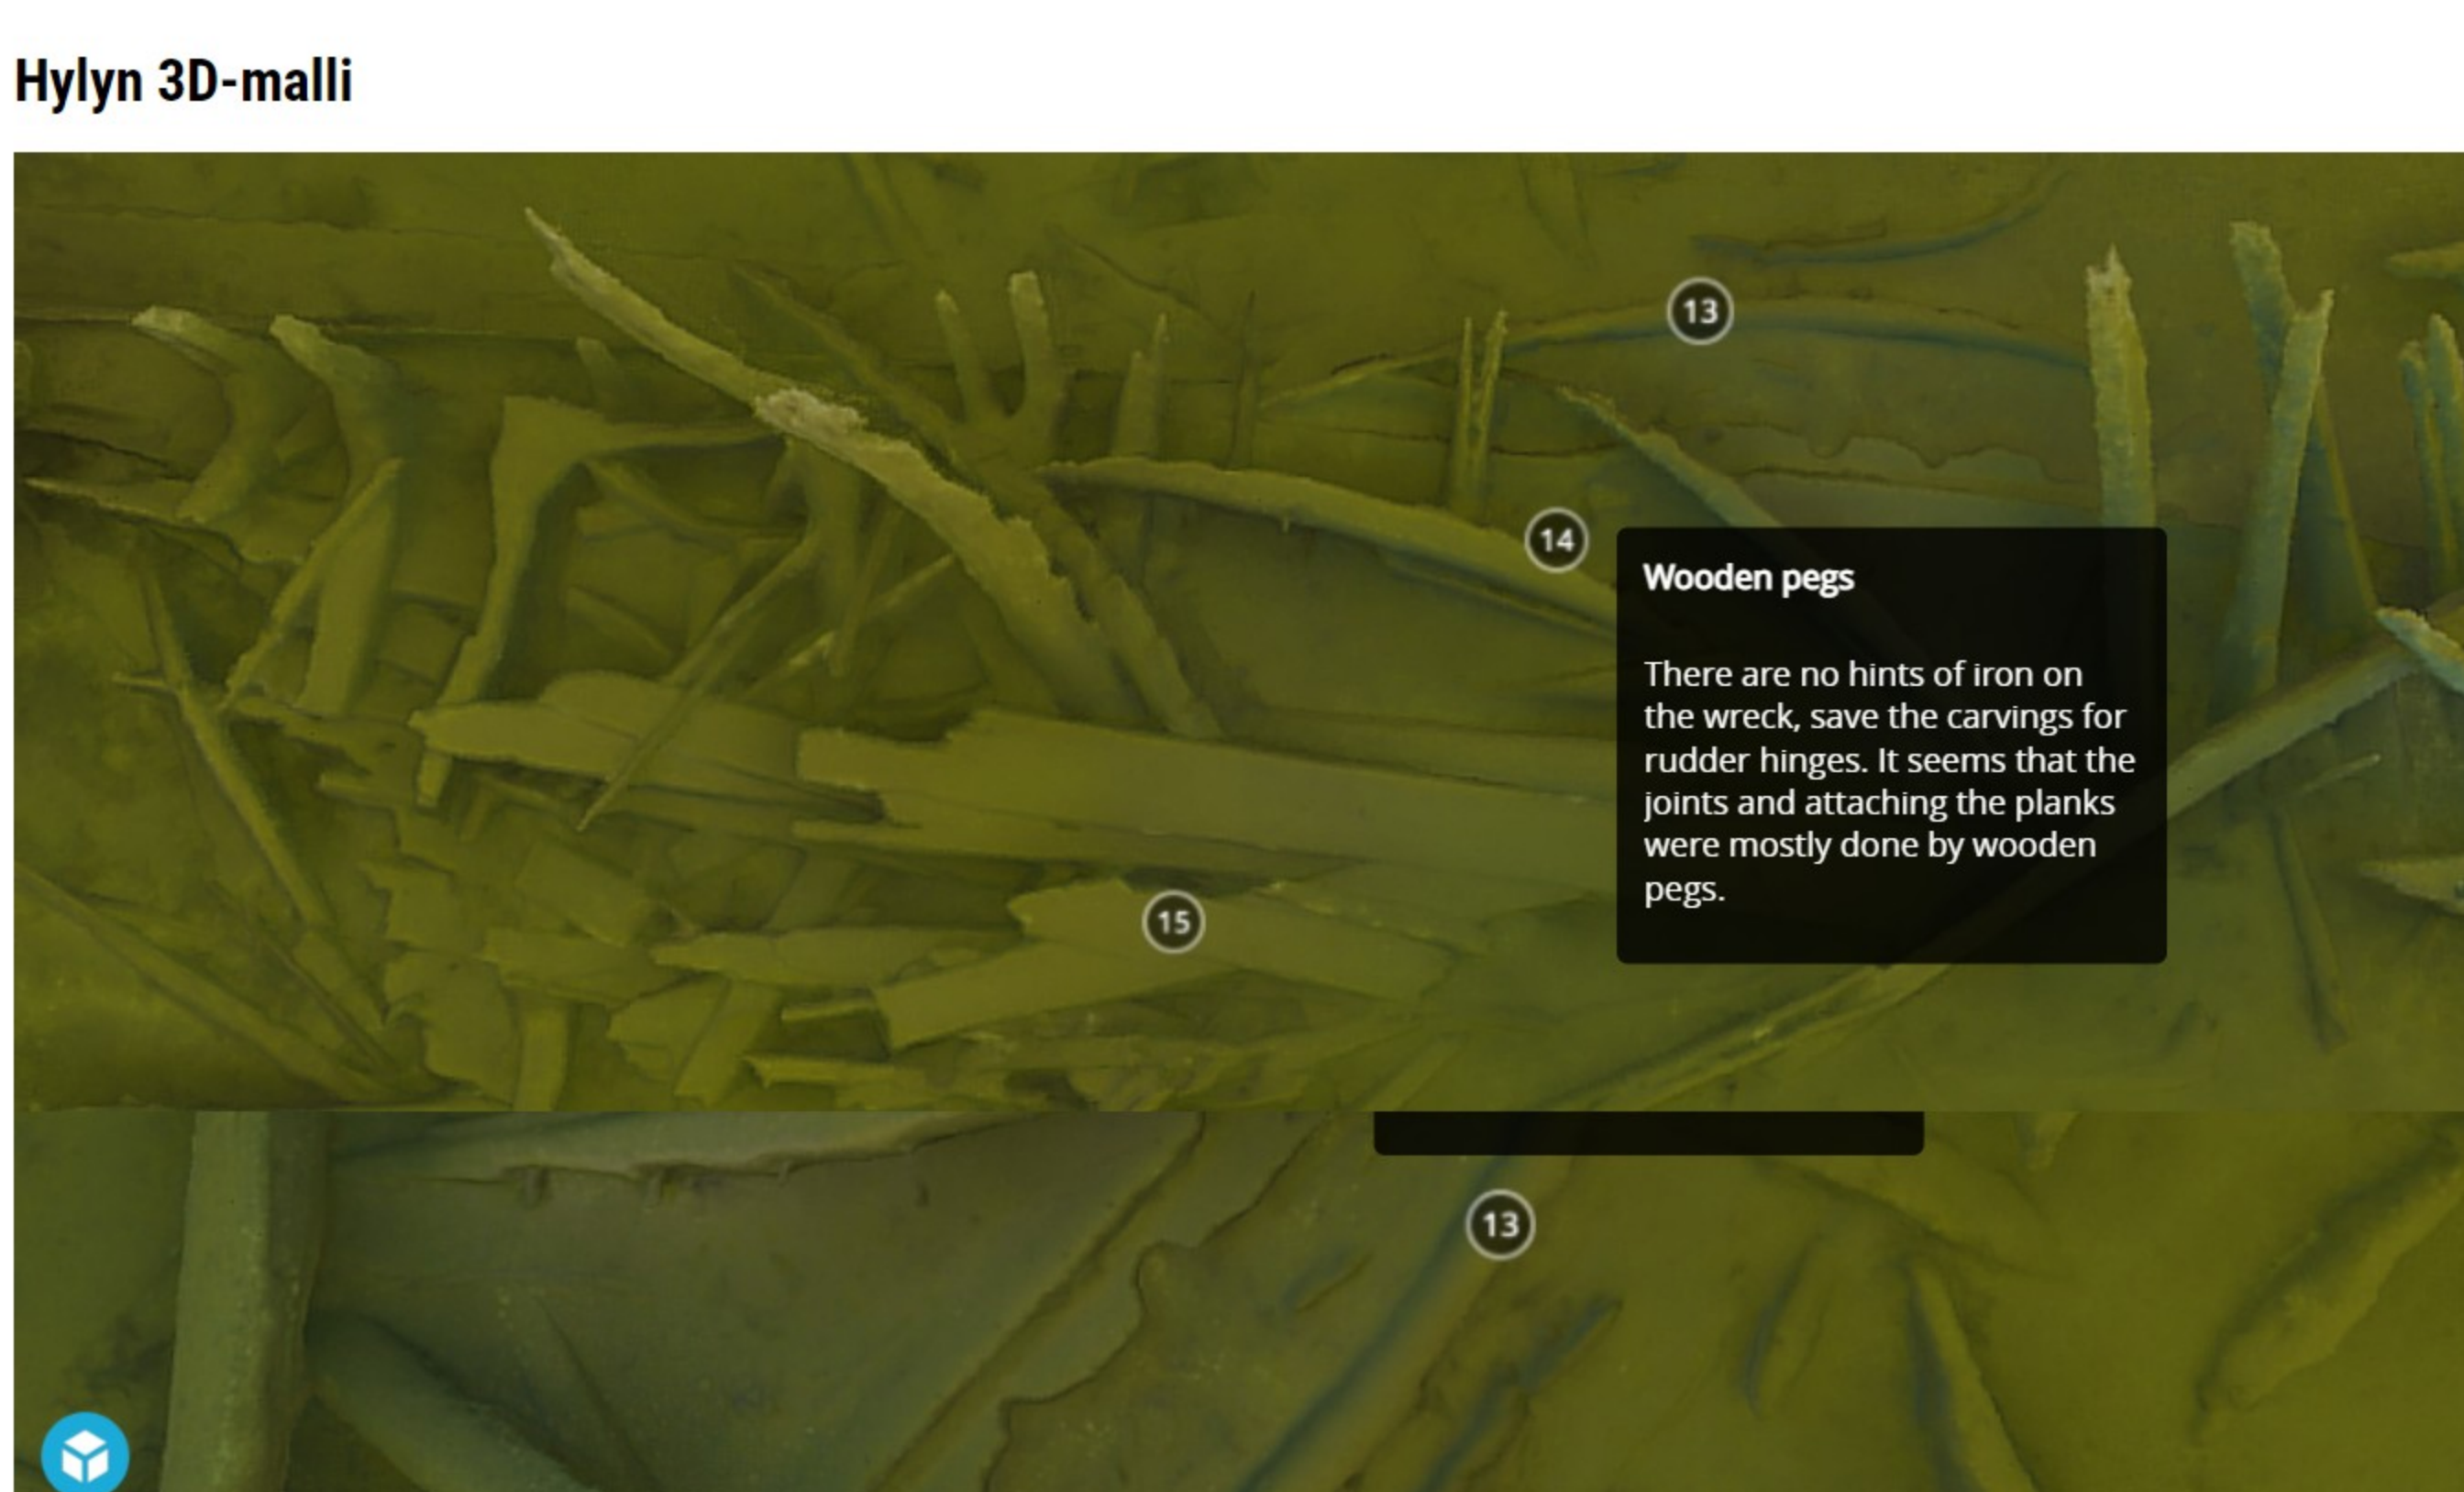 Hylyn 3D-malli
13
14
Wooden pegs
There are no hints of iron on
the wreck, save the carvings for
rudder hinges. It seems that the
joints and attaching the planks
were mostly done by wooden
pegs.
15
13